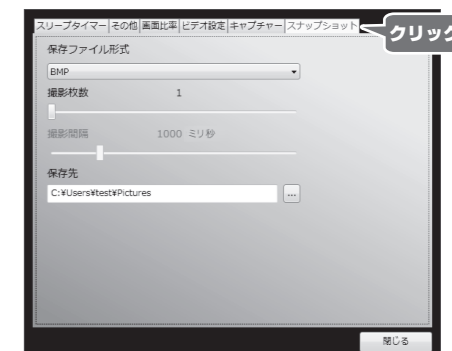 スリープタイマー その他 画面比率 ビデオ設定 キャプチャー スナップショット
クリック
保存ファイル形式
BMP
撮影枚数 1
撮影間隔 1000 ミリ秒
保存先
C:¥Users¥test¥Pictures ...
閉じる